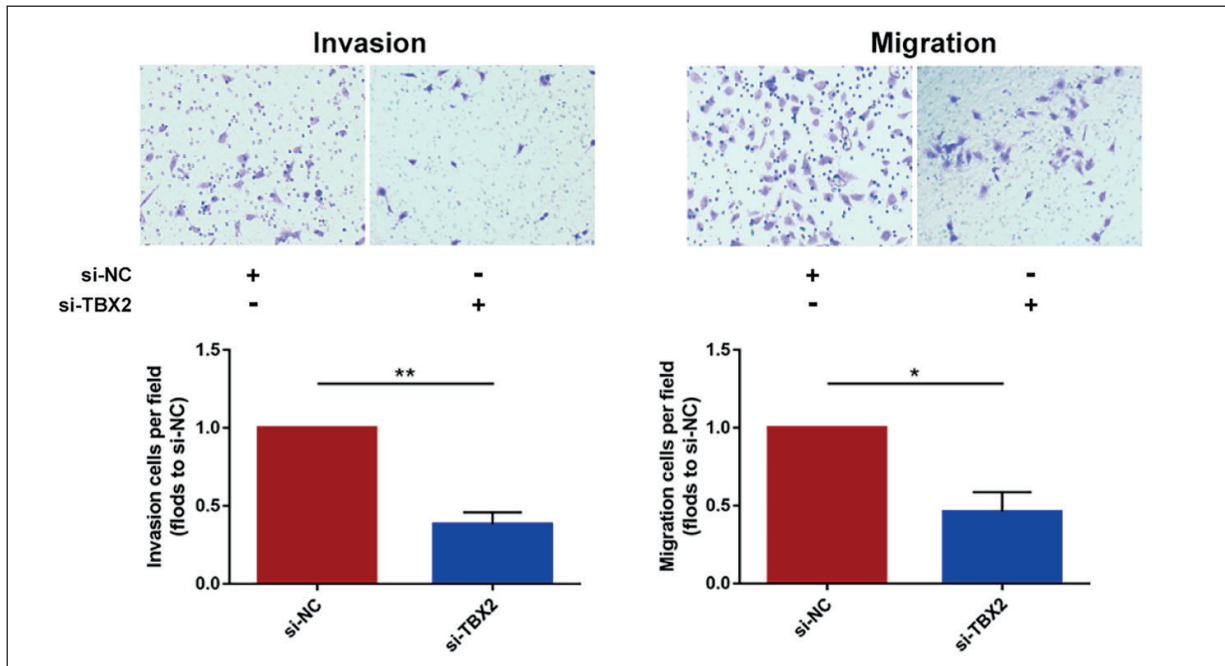 Invasion
Migration
si-NC + - + -
si-TBX2 - + - +
Invasion cells per field
(flods to si-NC)
1.5
1.0
0.5
0.0
**
si-NC
si-TBX2
Migration cells per field
(flods to si-NC)
1.5
1.0
0.5
0.0
*
si-NC
si-TBX2